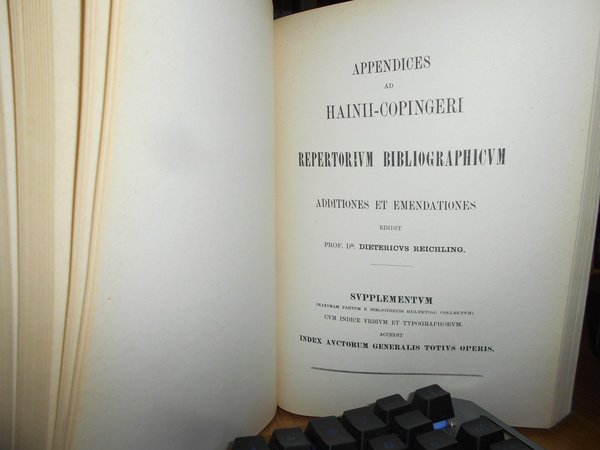 APPENDICES
AD
HAINII-COPINGERI
REPERTORIVM BIBLIOGRAPHICVM
ADDITIONES ET EMENDATIONES
EDIDIT
PROF. DR. DIETERICVS REICHLING.
SVPPLEMENTVM
(MAXIMAM PARTEM E BIBLIOTHECIS HELVETIAE COLLECTVM)
CVM INDICE VRBIVM ET TYPOGRAPHORVM.
ACCEDIT
INDEX AVCTORUM GENERALIS TOTIVS OPERIS.